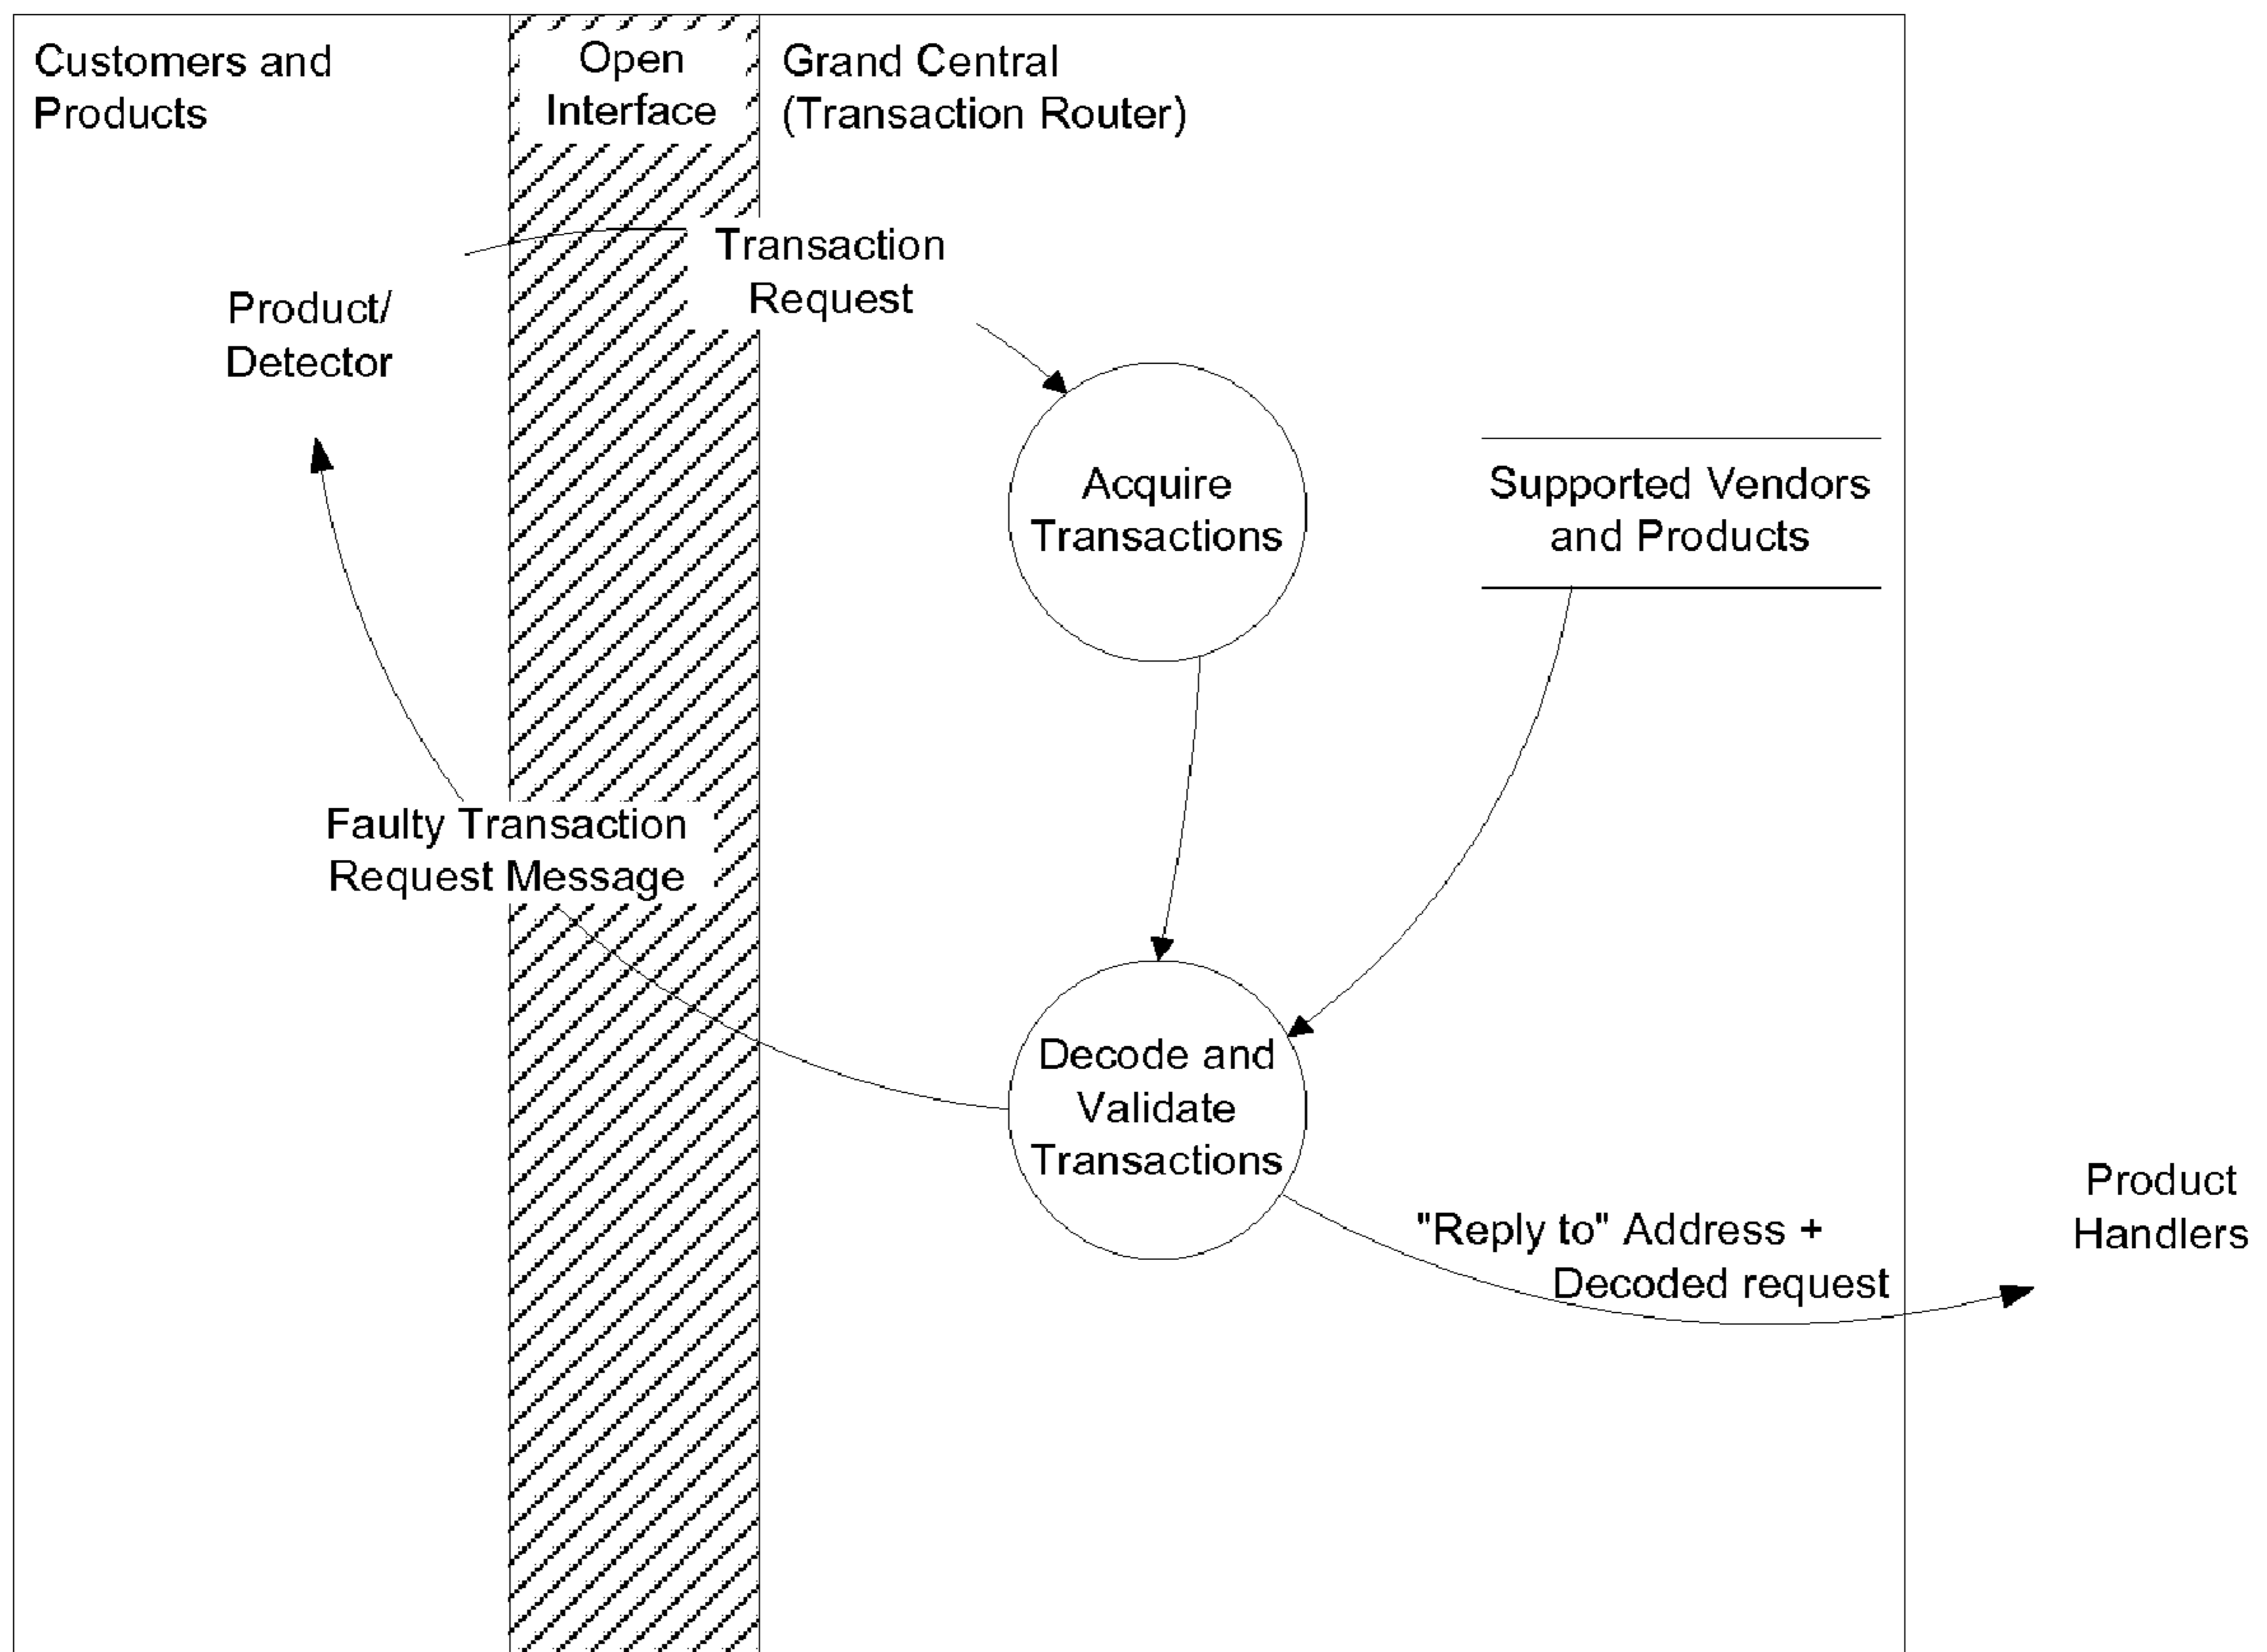 Customers and
Products
Open
Interface
Grand Central
(Transaction Router)
Transaction
Request
Product/
Detector
Acquire
Transactions
Supported Vendors
and Products
Faulty Transaction
Request Message
Decode and
Validate
Transactions
"Reply to" Address +
Decoded request
Product
Handlers